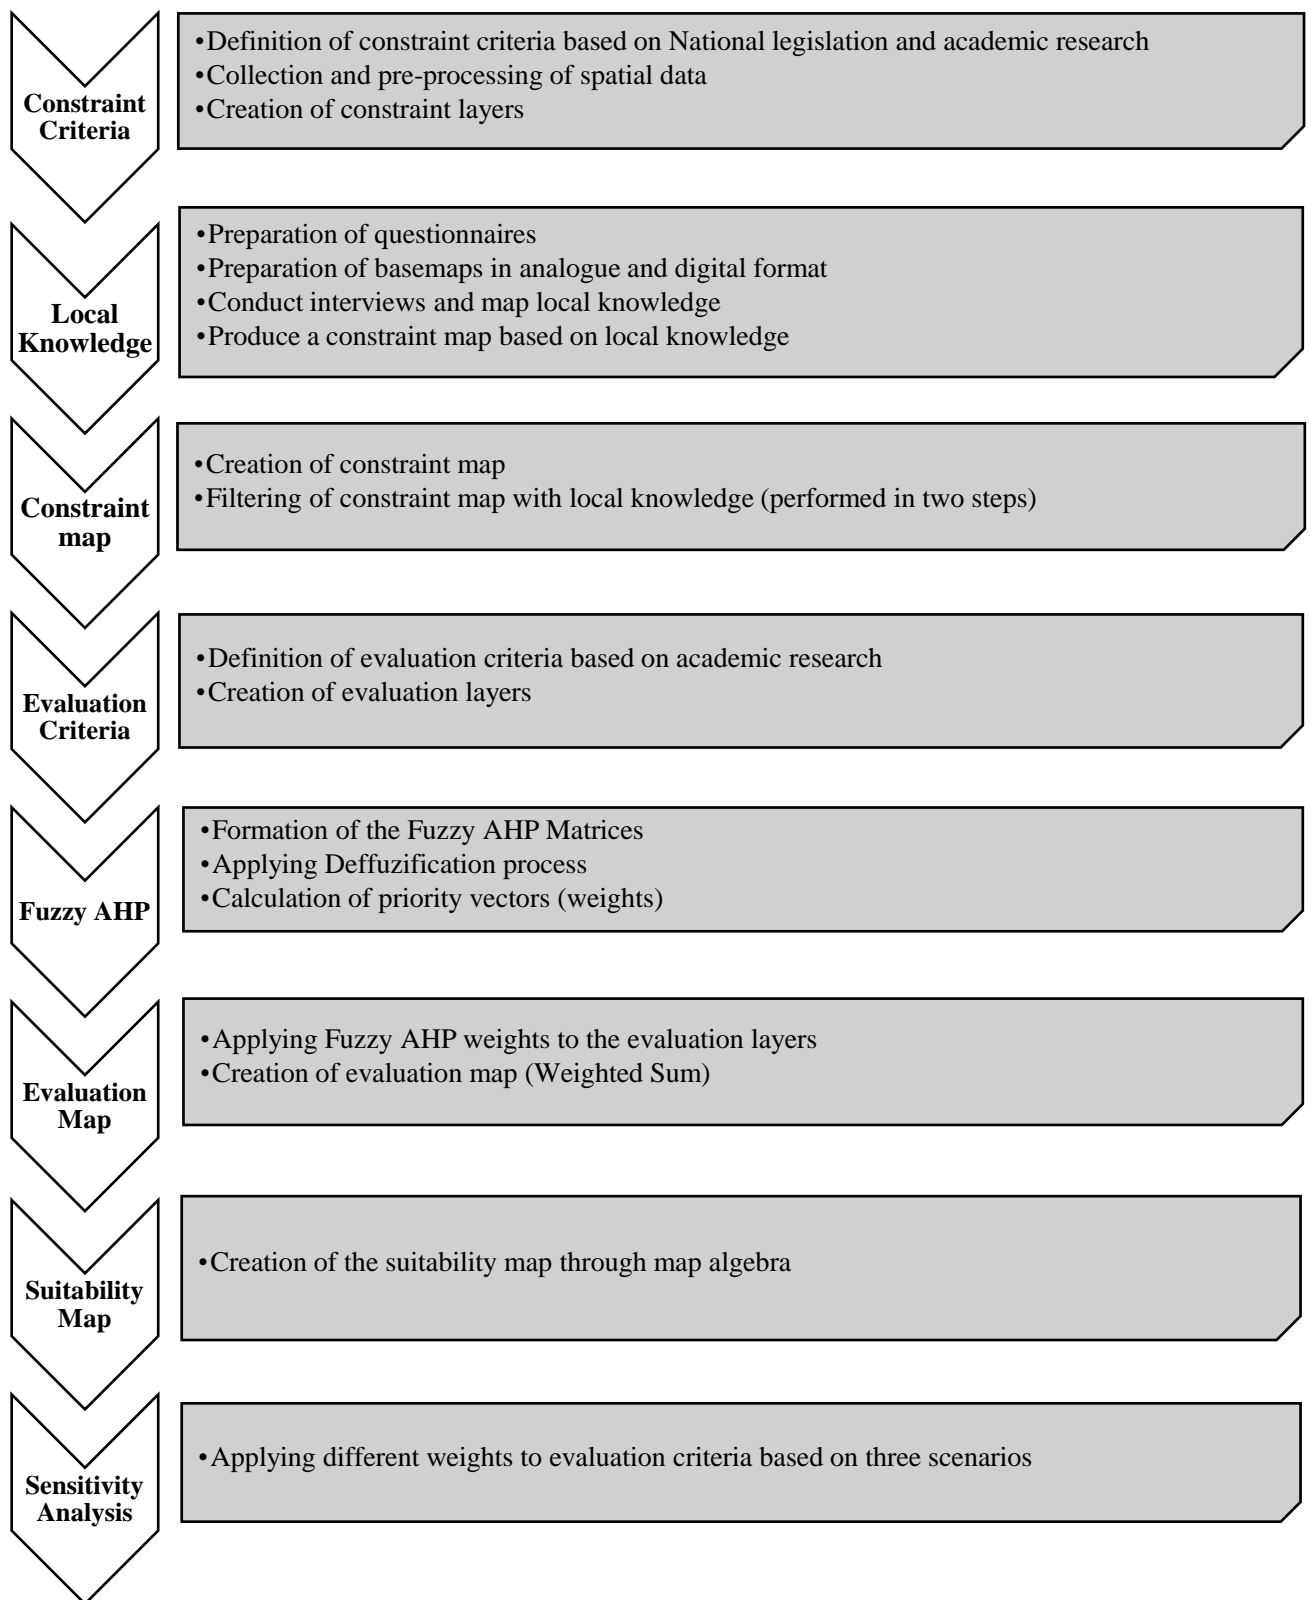 Constraint
Criteria
•Definition of constraint criteria based on National legislation and academic research
•Collection and pre-processing of spatial data
•Creation of constraint layers
Local
Knowledge
•Preparation of questionnaires
•Preparation of basemaps in analogue and digital format
•Conduct interviews and map local knowledge
•Produce a constraint map based on local knowledge
Constraint
map
•Creation of constraint map
•Filtering of constraint map with local knowledge (performed in two steps)
Evaluation
Criteria
•Definition of evaluation criteria based on academic research
•Creation of evaluation layers
Fuzzy AHP
•Formation of the Fuzzy AHP Matrices
•Applying Deffuzification process
•Calculation of priority vectors (weights)
Evaluation
Map
•Applying Fuzzy AHP weights to the evaluation layers
•Creation of evaluation map (Weighted Sum)
Suitability
Map
•Creation of the suitability map through map algebra
Sensitivity
Analysis
•Applying different weights to evaluation criteria based on three scenarios